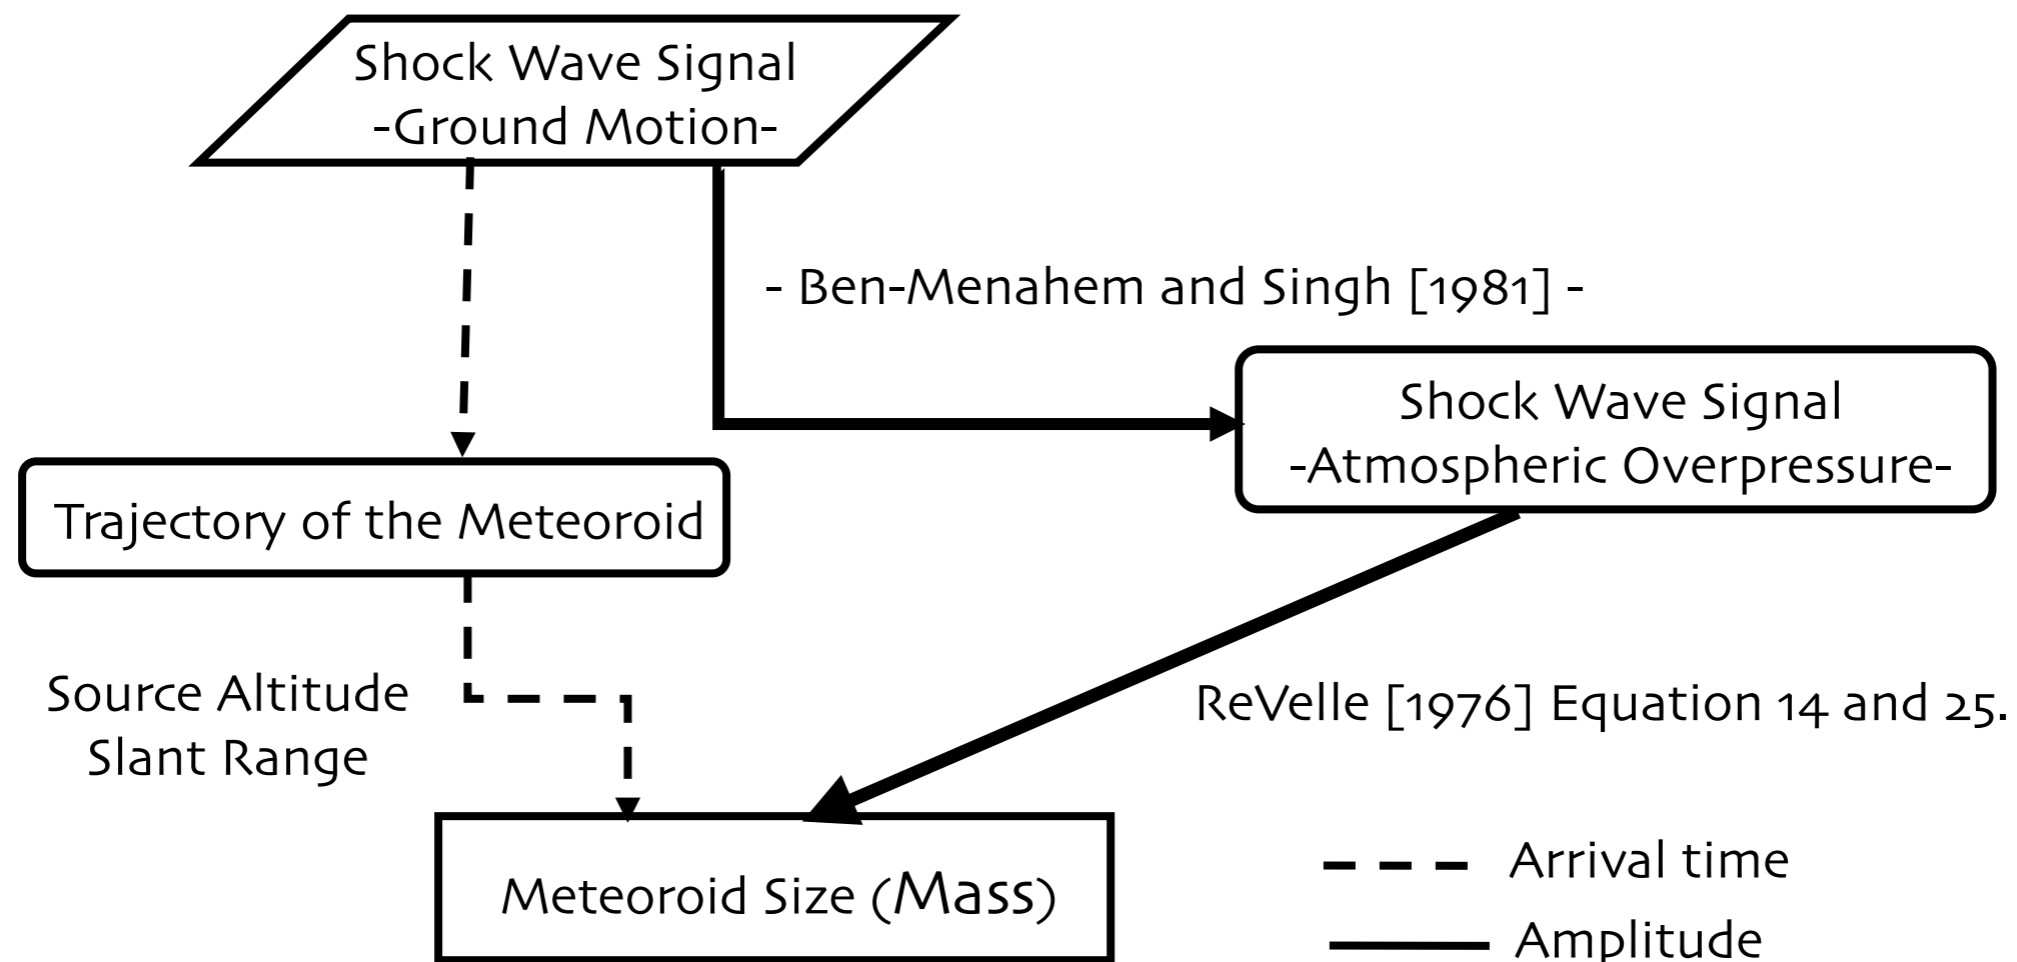 Shock Wave Signal
-Ground Motion-
- Ben-Menahem and Singh [1981] -
Shock Wave Signal
-Atmospheric Overpressure-
Trajectory of the Meteoroid
Source Altitude
Slant Range
ReVelle [1976] Equation 14 and 25.
Meteoroid Size (Mass)
Arrival time
Amplitude